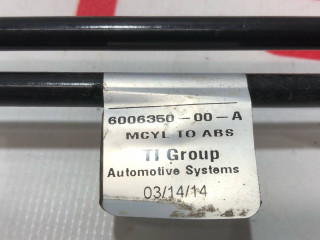 6006350-00-A
MCYL TO ABS
TI Group
Automotive Systems
03/14/14